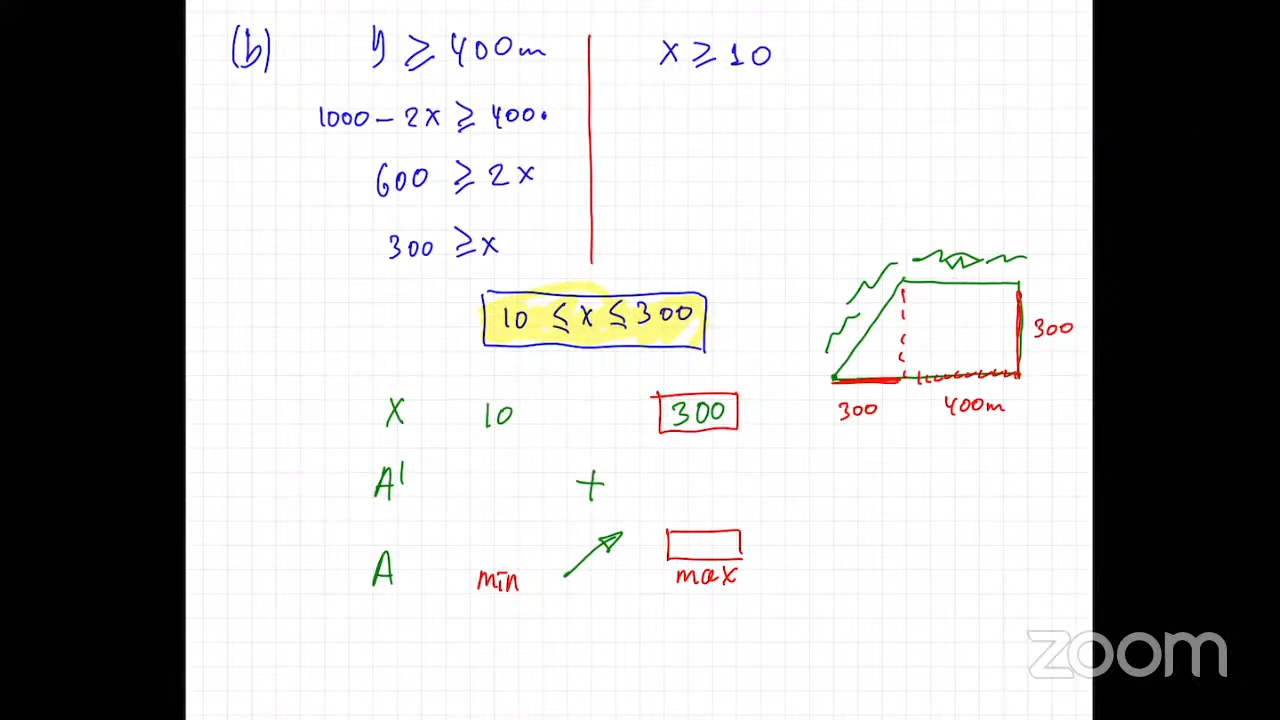 (b) y ≥ 400m x ≥ 10
1000 - 2x ≥ 400.
600 ≥ 2x
300 ≥ x
10 ≤ x ≤ 300
300
300 400m
x 10 300
A' +
A min max
zoom